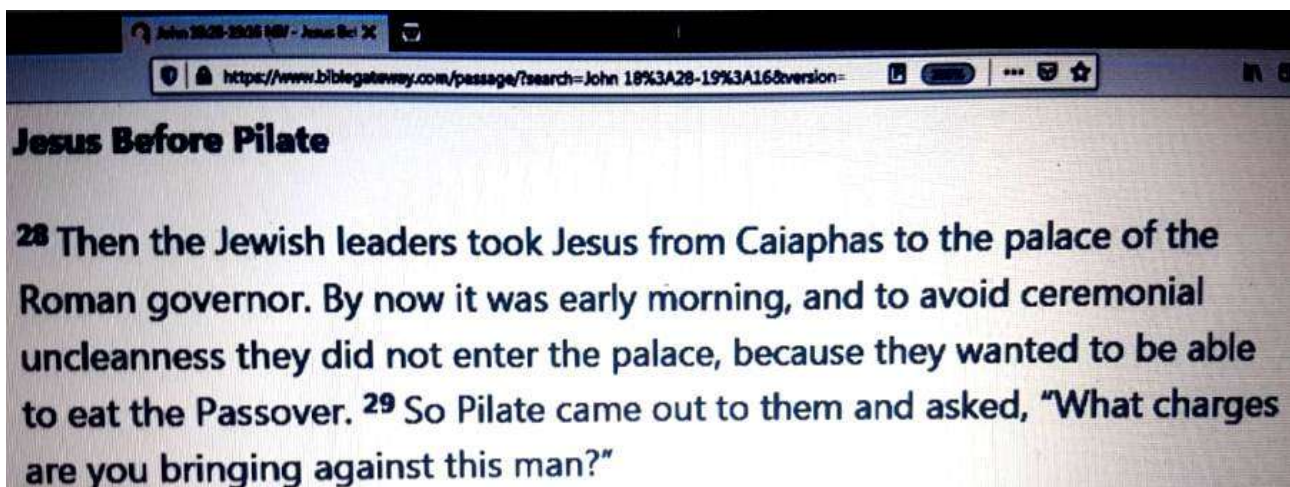 https://www.biblegateway.com/passage/?search=John 18%3A28-19%3A16&version=
Jesus Before Pilate
28 Then the Jewish leaders took Jesus from Caiaphas to the palace of the
Roman governor. By now it was early morning, and to avoid ceremonial
uncleanness they did not enter the palace, because they wanted to be able
to eat the Passover. 29 So Pilate came out to them and asked, “What charges
are you bringing against this man?”